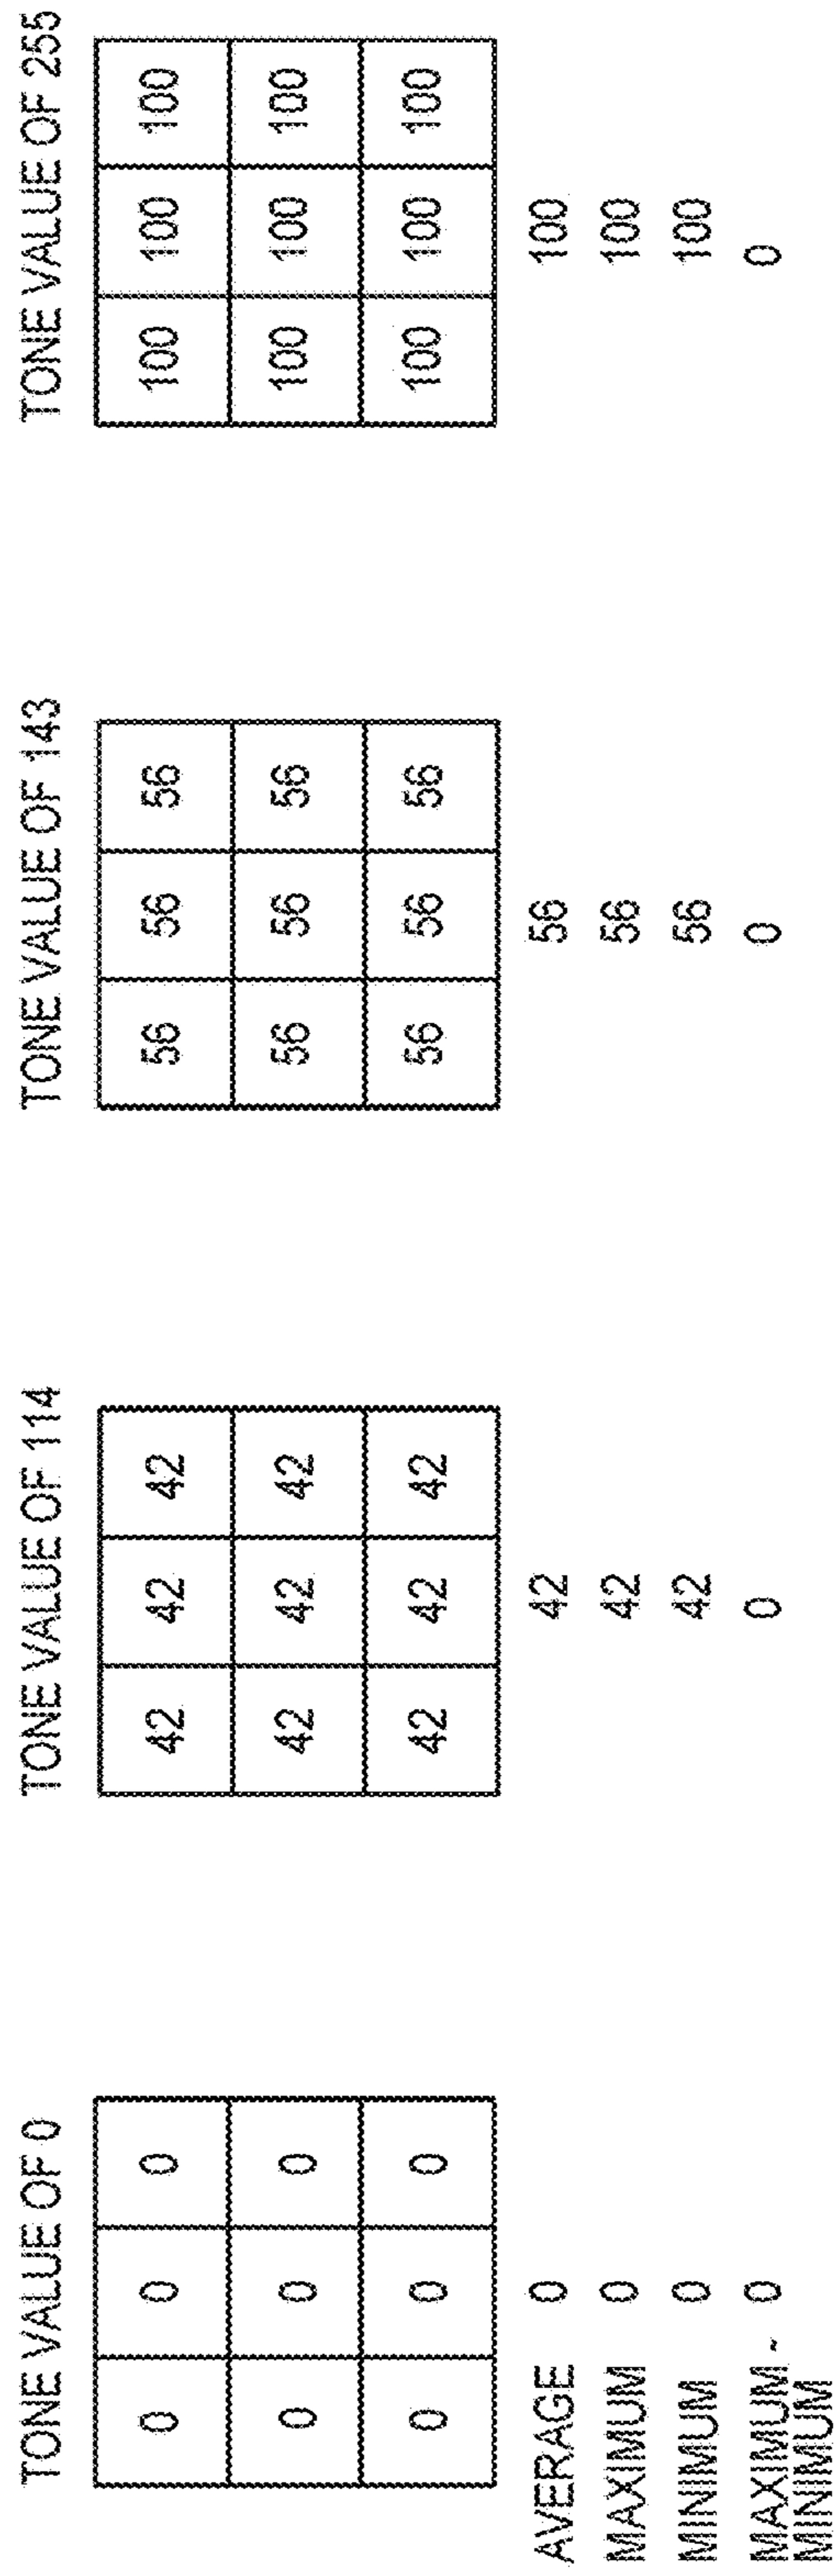 TONE VALUE OF 0 TONE VALUE OF 114 TONE VALUE OF 143 TONE VALUE OF 255
0 0 0 42 42 42 56 56 56 100 100 100
0 0 0 42 42 42 56 56 56 100 100 100
0 0 0 42 42 42 56 56 56 100 100 100
AVERAGE 0 42 56 100
MAXIMUM 0 42 56 100
MINIMUM 0 42 56 100
MAXIMUM - 0 0 0 0
MINIMUM